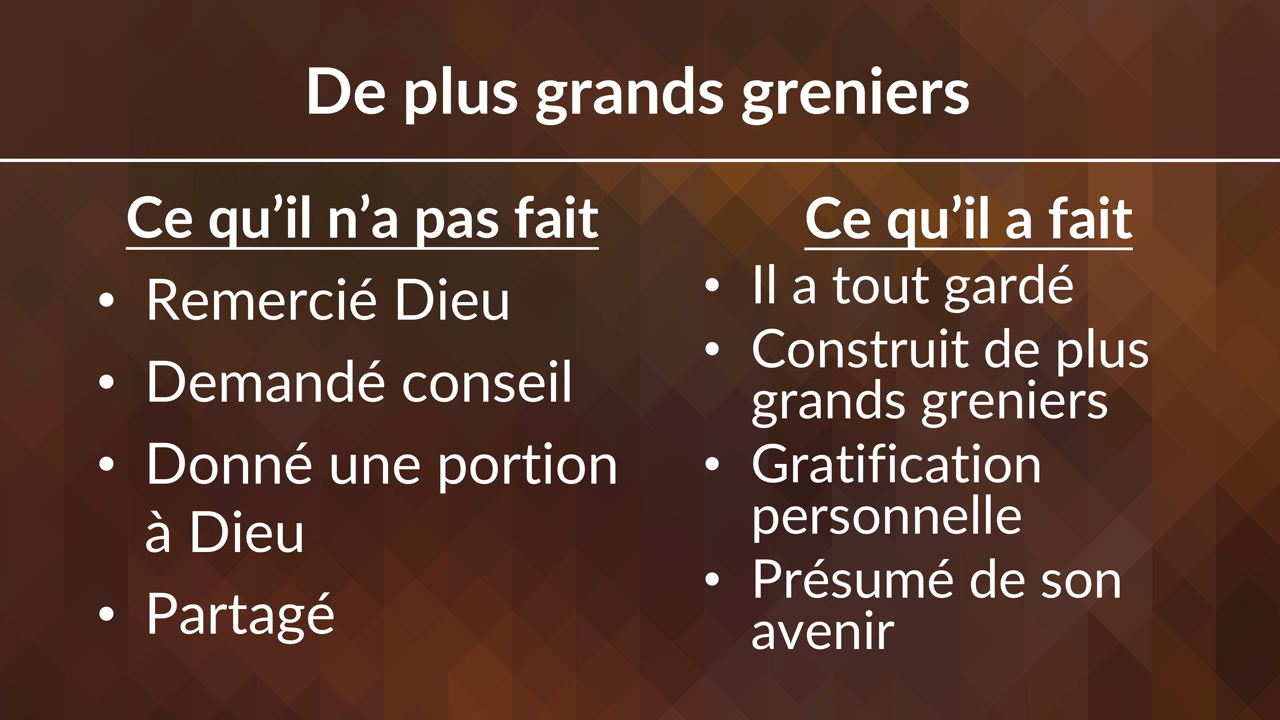 De plus grands greniers
Ce qu’il n’a pas fait
• Remercié Dieu
• Demandé conseil
• Donné une portion
à Dieu
• Partagé
Ce qu’il a fait
• Il a tout gardé
• Construit de plus
grands greniers
• Gratification
personnelle
• Présumé de son
avenir